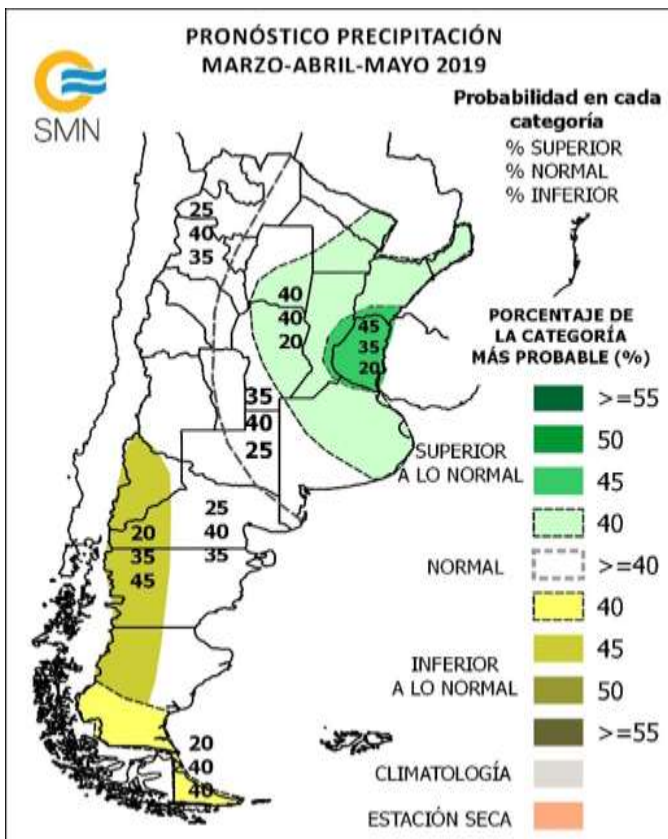 PRONÓSTICO PRECIPITACIÓN
MARZO-ABRIL-MAYO 2019
SMN
Probabilidad en cada
categoría
% SUPERIOR
% NORMAL
% INFERIOR
25
40
35
40
40
20
45
35
20
35
40
25
25
40
35
20
35
45
20
40
40
PORCENTAJE DE
LA CATEGORÍA
MÁS PROBABLE (%)
SUPERIOR
A LO NORMAL
>=55
50
45
40
NORMAL
>=40
INFERIOR
A LO NORMAL
40
45
50
>=55
CLIMATOLOGÍA
ESTACIÓN SECA